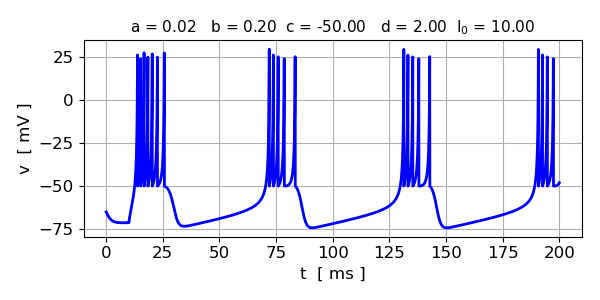 a = 0.02 b = 0.20 c = -50.00 d = 2.00 I₀ = 10.00
25
0
−25
−50
−75
v [ mV ]
0 25 50 75 100 125 150 175 200
t [ ms ]